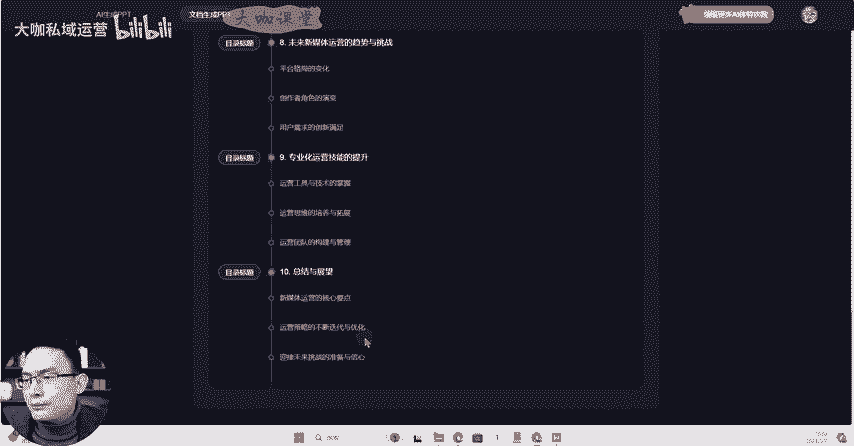 AI生成PPT
文档生成PPT
大咖课堂
大咖私域运营
bilibili
目录标题
8. 未来新媒体运营的趋势与挑战
平台格局的变化
创作者角色的演变
用户需求的创新满足
目录标题
9. 专业化运营技能的提升
运营工具与技术的掌握
运营思维的培养与拓展
运营团队的构建与管理
目录标题
10. 总结与展望
新媒体运营的核心要点
运营策略的不断迭代与优化
迎接未来挑战的准备与信心